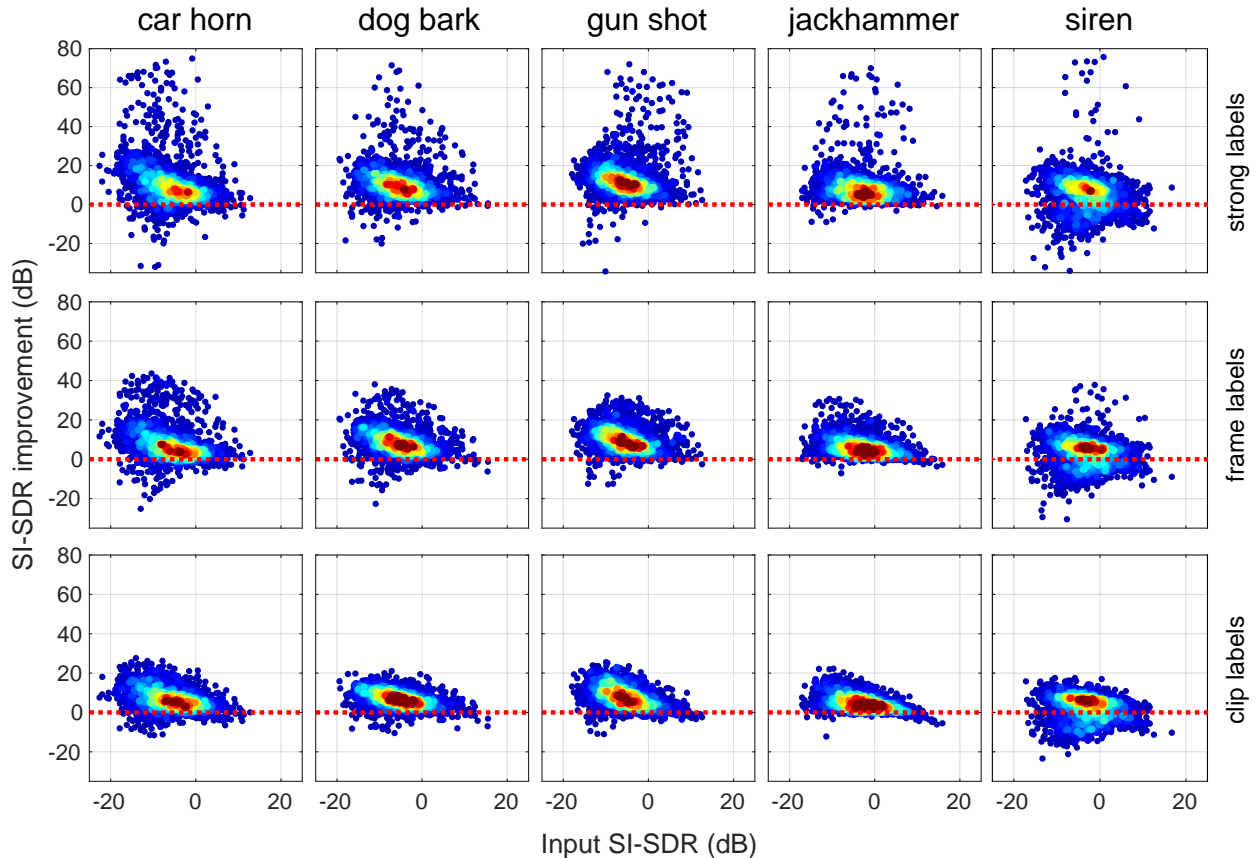 car horn dog bark gun shot jackhammer siren
80
60
40
20
0
-20
strong labels
80
60
40
20
0
-20
frame labels
SI-SDR improvement (dB)
80
60
40
20
0
-20
clip labels
-20 0 20 -20 0 20 -20 0 20 -20 0 20 -20 0 20
Input SI-SDR (dB)